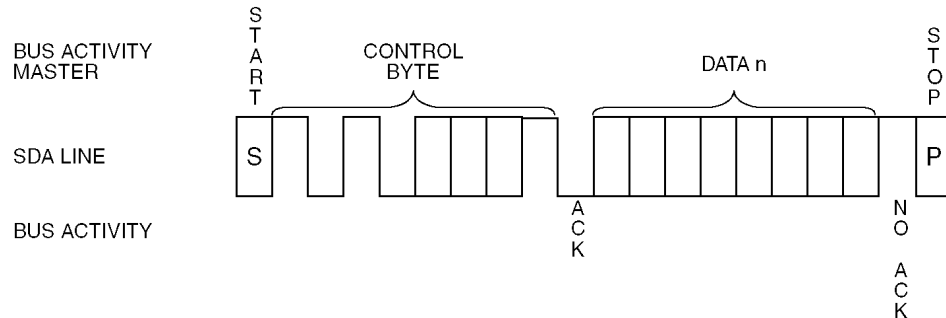 BUS ACTIVITY
MASTER
START
CONTROL
BYTE
DATA n
STOP
SDA LINE
S
P
BUS ACTIVITY
ACK
NO ACK